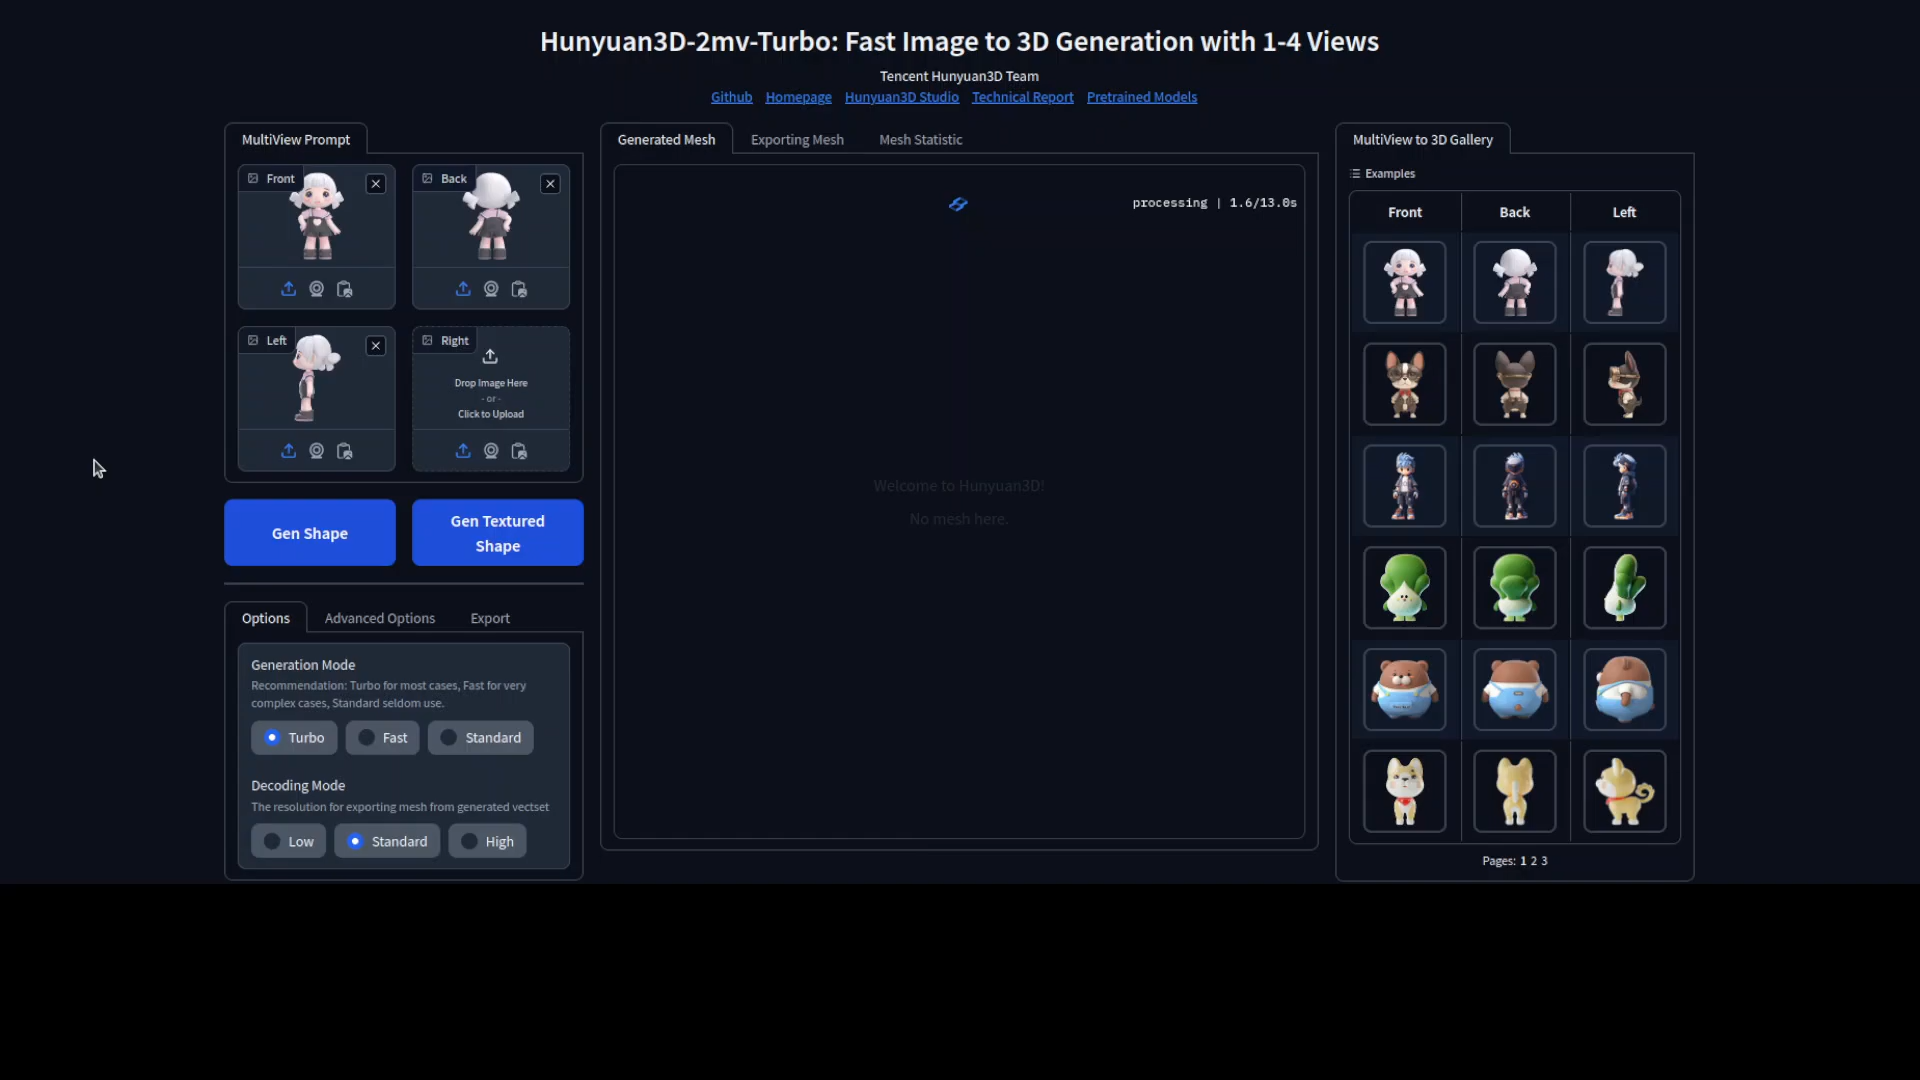 Hunyuan3D-2mv-Turbo: Fast Image to 3D Generation with 1-4 Views
Tencent Hunyuan3D Team
Github Homepage Hunyuan3D Studio Technical Report Pretrained Models
MultiView Prompt
Front
Back
Left
Right
Drop Image Here
- or -
Click to Upload
Gen Shape
Gen Textured
Shape
Options
Advanced Options
Export
Generation Mode
Recommendation: Turbo for most cases, Fast for very
complex cases, Standard seldom use.
Turbo
Fast
Standard
Decoding Mode
The resolution for exporting mesh from generated vectset
Low
Standard
High
Generated Mesh
Exporting Mesh
Mesh Statistic
processing | 1.6/13.0s
Welcome to Hunyuan3D!
No mesh here.
MultiView to 3D Gallery
Examples
Front
Back
Left
Pages: 1 2 3